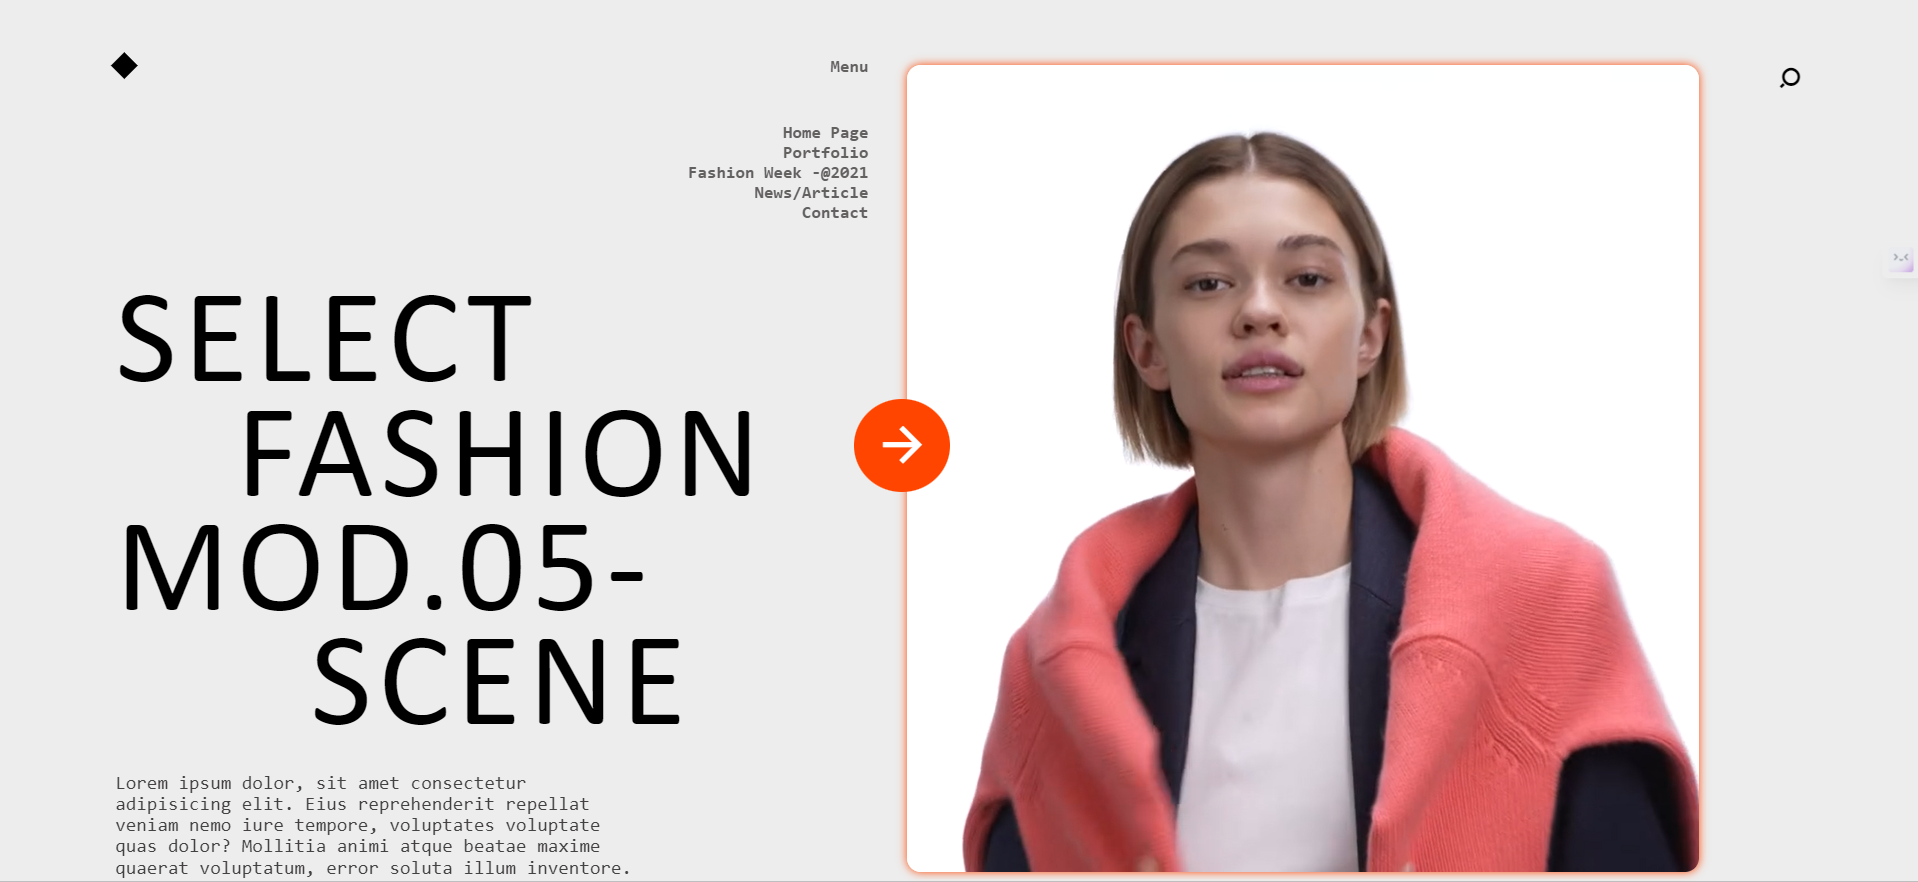 Menu
Home Page
Portfolio
Fashion Week -@2021
News/Article
Contact
SELECT
FASHION
MOD.05-
SCENE
Lorem ipsum dolor, sit amet consectetur
adipisicing elit. Eius reprehenderit repellat
veniam nemo iure tempore, voluptates voluptate
quas dolor? Mollitia animi atque beatae maxime
quaerat voluptatum, error soluta illum inventore.